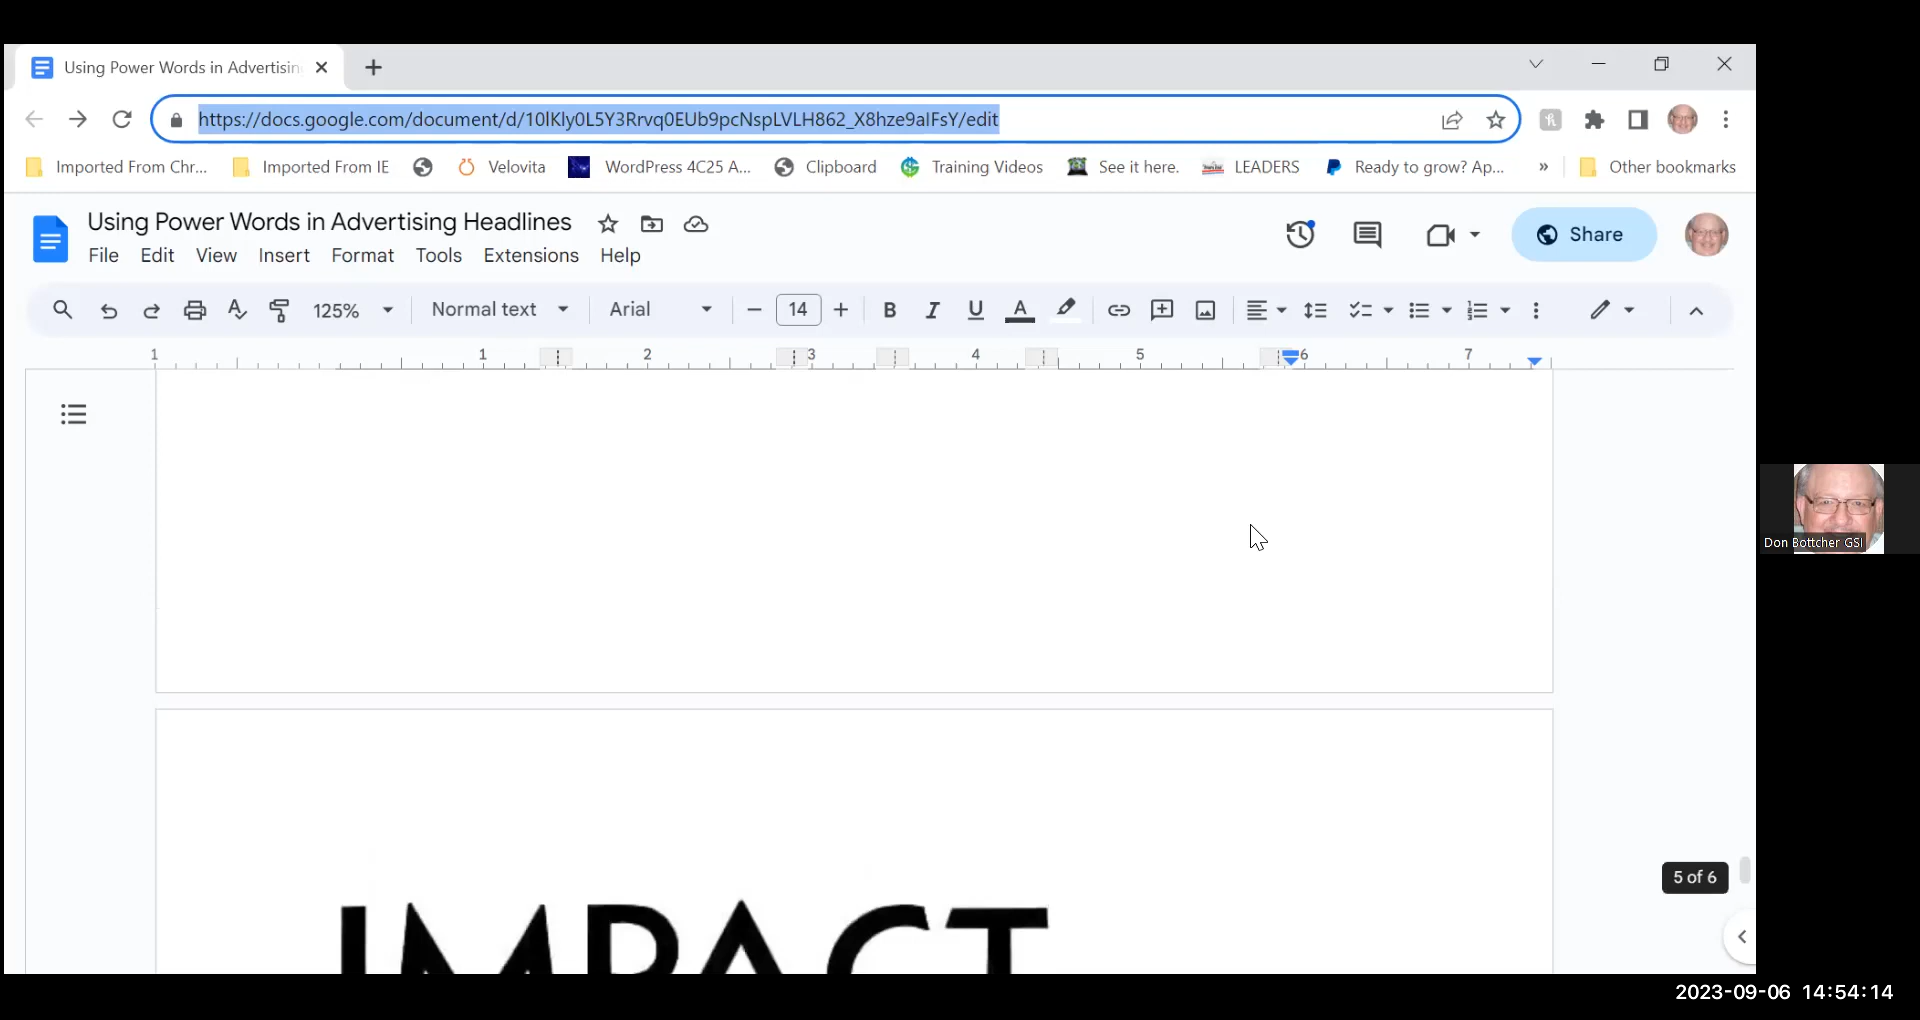 Using Power Words in Advertisin
https://docs.google.com/document/d/10lKly0L5Y3Rrvq0EUb9pcNspLVLH862_X8hze9aIFsY/edit
Imported From Chr... Imported From IE Velovita WordPress 4C25 A... Clipboard Training Videos See it here. LEADERS Ready to grow? Ap... » Other bookmarks
Using Power Words in Advertising Headlines
Share
File Edit View Insert Format Tools Extensions Help
125% Normal text Arial 14 B I U A
1 1 2 3 4 5 6 7
Don Bottcher GSI
5 of 6
IMPACT
2023-09-06 14:54:14